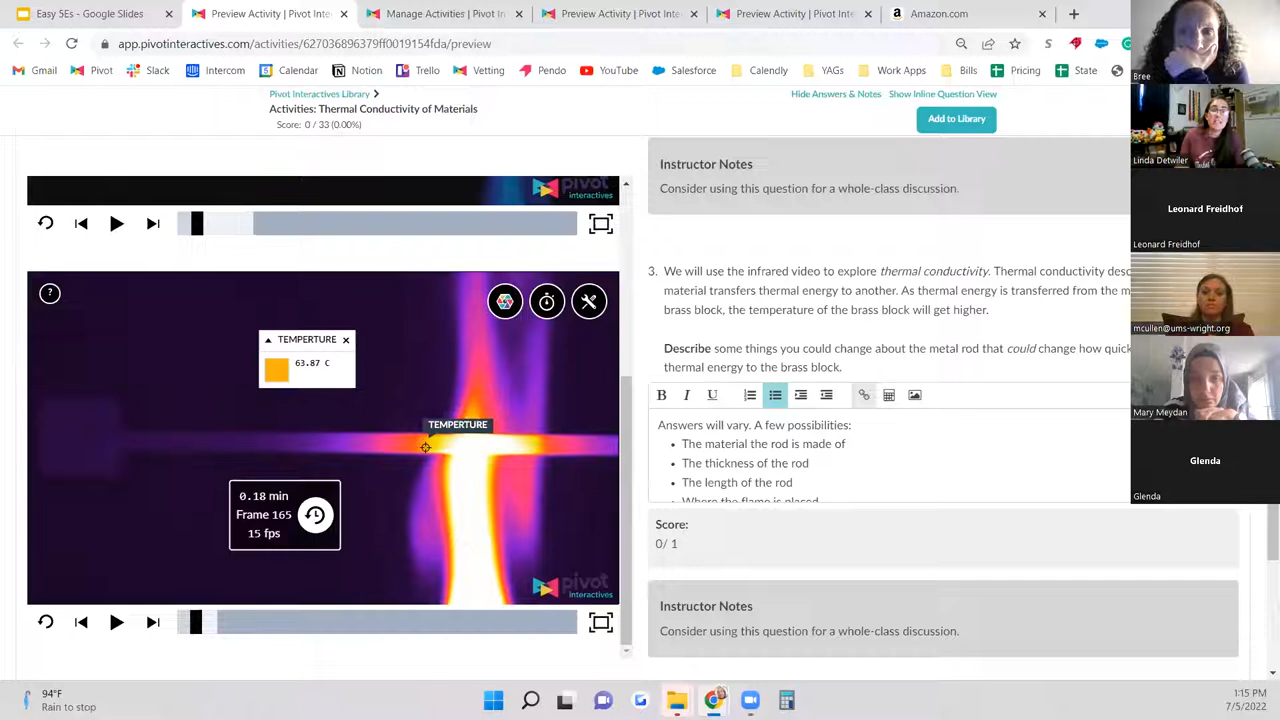 Easy SEs - Google Slides
Preview Activity | Pivot Inter
Manage Activities | Pivot Inter
Preview Activity | Pivot Inter
Preview Activity | Pivot Interac
Amazon.com
app.pivotinteractives.com/activities/627036896379ff0019154fda/preview
Gmail
Pivot
Slack
Intercom
Calendar
Notion
Trello
Vetting
Pendo
YouTube
Salesforce
Calendly
YAGs
Work Apps
Bills
Pricing
State
Pivot Interactives Library
Activities: Thermal Conductivity of Materials
Score: 0 / 33 (0.00%)
Hide Answers & Notes Show Inline Question View
Add to Library
pivot
interactives
?
TEMPERTURE
63.87 C
TEMPERTURE
0.18 min
Frame 165
15 fps
pivot
interactives
Instructor Notes
Consider using this question for a whole-class discussion.
3. We will use the infrared video to explore thermal conductivity. Thermal conductivity desc
material transfers thermal energy to another. As thermal energy is transferred from the m
brass block, the temperature of the brass block will get higher.
Describe some things you could change about the metal rod that could change how quick
thermal energy to the brass block.
B I U
Answers will vary. A few possibilities:
• The material the rod is made of
• The thickness of the rod
• The length of the rod
• Where the flame is placed
Score:
0/ 1
Instructor Notes
Consider using this question for a whole-class discussion.
Bree
Linda Detwiler
Leonard Freidhof
Leonard Freidhof
mcullen@ums-wright.org
Mary Meydan
Glenda
Glenda
94°F
Rain to stop
1:15 PM
7/5/2022